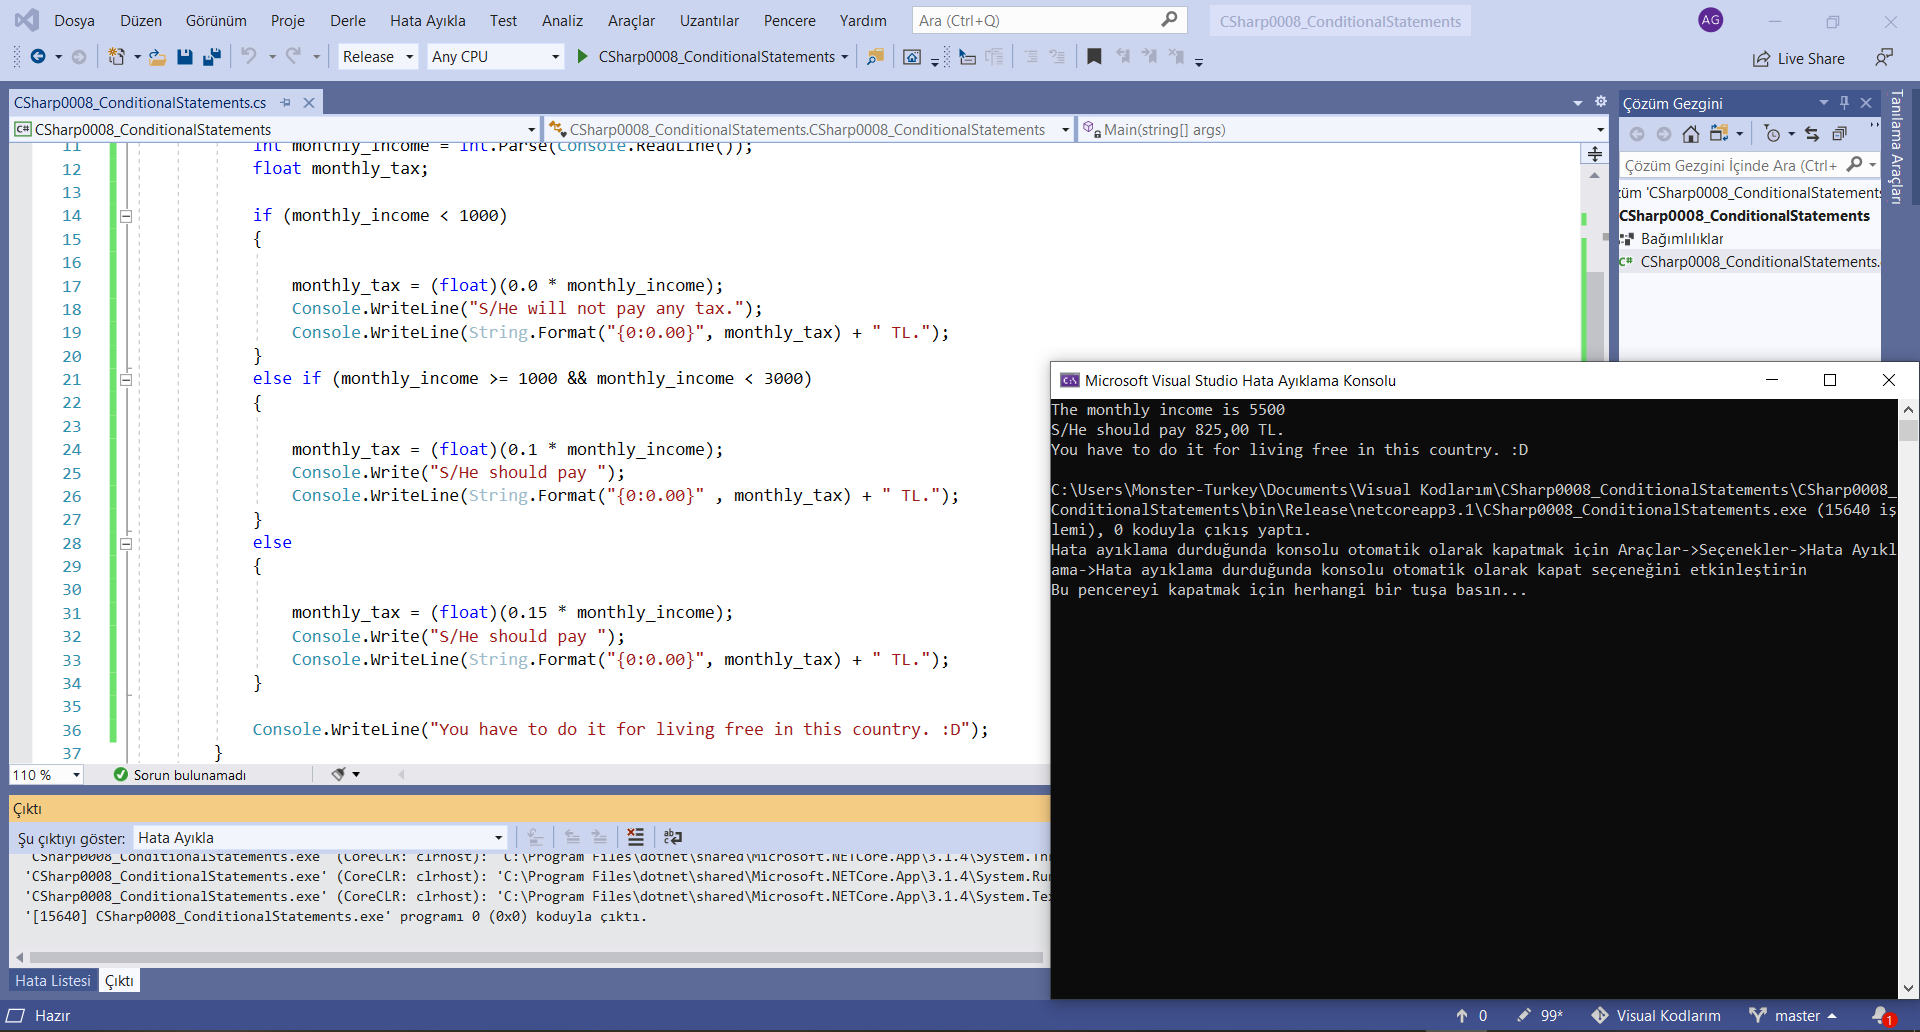 Dosya Düzen Görünüm Proje Derle Hata Ayıkla Test Analiz Araçlar Uzantılar Pencere Yardım Ara (Ctrl+Q) CSharp0008_ConditionalStatements AG
Release Any CPU CSharp0008_ConditionalStatements Live Share
CSharp0008_ConditionalStatements.cs
C# CSharp0008_ConditionalStatements CSharp0008_ConditionalStatements.CSharp0008_ConditionalStatements Main(string[] args)
11 int monthly_income = int.Parse(Console.ReadLine());
12 float monthly_tax;
13
14 if (monthly_income < 1000)
15 {
16
17 monthly_tax = (float)(0.0 * monthly_income);
18 Console.WriteLine("S/He will not pay any tax.");
19 Console.WriteLine(String.Format("{0:0.00}", monthly_tax) + " TL.");
20 }
21 else if (monthly_income >= 1000 && monthly_income < 3000)
22 {
23
24 monthly_tax = (float)(0.1 * monthly_income);
25 Console.Write("S/He should pay ");
26 Console.WriteLine(String.Format("{0:0.00}" , monthly_tax) + " TL.");
27 }
28 else
29 {
30
31 monthly_tax = (float)(0.15 * monthly_income);
32 Console.Write("S/He should pay ");
33 Console.WriteLine(String.Format("{0:0.00}", monthly_tax) + " TL.");
34 }
35
36 Console.WriteLine("You have to do it for living free in this country. :D");
37 }
110 % Sorun bulunamadı
Çözüm Gezgini
Çözüm Gezgini İçinde Ara (Ctrl+
züm 'CSharp0008_ConditionalStatements
CSharp0008_ConditionalStatements
Bağımlılıklar
C# CSharp0008_ConditionalStatements.
Tanılama Araçları
Microsoft Visual Studio Hata Ayıklama Konsolu
The monthly income is 5500
S/He should pay 825,00 TL.
You have to do it for living free in this country. :D
C:\Users\Monster-Turkey\Documents\Visual Kodlarım\CSharp0008_ConditionalStatements\CSharp0008_
ConditionalStatements\bin\Release\netcoreapp3.1\CSharp0008_ConditionalStatements.exe (15640 iş
lemi), 0 koduyla çıkış yaptı.
Hata ayıklama durduğunda konsolu otomatik olarak kapatmak için Araçlar->Seçenekler->Hata Ayıkl
ama->Hata ayıklama durduğunda konsolu otomatik olarak kapat seçeneğini etkinleştirin
Bu pencereyi kapatmak için herhangi bir tuşa basın...
Çıktı
Şu çıktıyı göster: Hata Ayıkla
'CSharp0008_ConditionalStatements.exe' (CoreCLR: clrhost): 'C:\Program Files\dotnet\shared\Microsoft.NETCore.App\3.1.4\System.Th
'CSharp0008_ConditionalStatements.exe' (CoreCLR: clrhost): 'C:\Program Files\dotnet\shared\Microsoft.NETCore.App\3.1.4\System.Ru
'CSharp0008_ConditionalStatements.exe' (CoreCLR: clrhost): 'C:\Program Files\dotnet\shared\Microsoft.NETCore.App\3.1.4\System.Te
'[15640] CSharp0008_ConditionalStatements.exe' programı 0 (0x0) koduyla çıktı.
Hata Listesi Çıktı
Hazır 0 99* Visual Kodlarım master 1